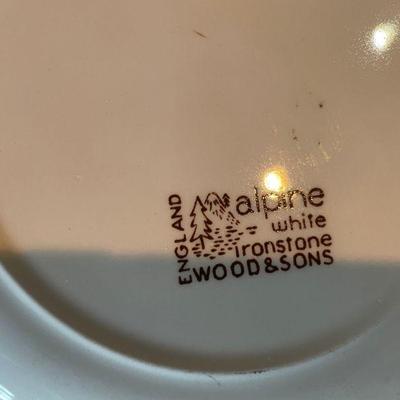 ENGLAND
alpine
white
ironstone
WOOD & SONS